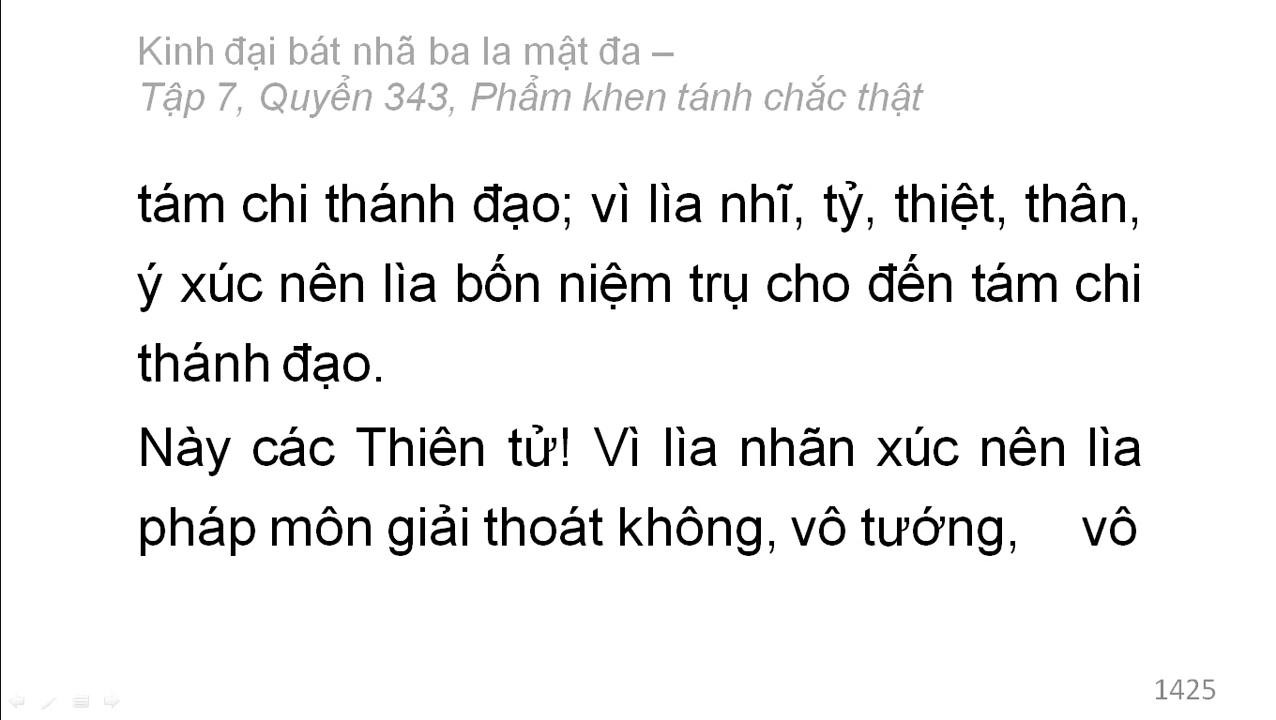 Kinh đại bát nhã ba la mật đa –
Tập 7, Quyển 343, Phẩm khen tánh chắc thật
tám chi thánh đạo; vì lìa nhĩ, tỷ, thiệt, thân,
ý xúc nên lìa bốn niệm trụ cho đến tám chi
thánh đạo.
Này các Thiên tử! Vì lìa nhãn xúc nên lìa
pháp môn giải thoát không, vô tướng, vô
1425